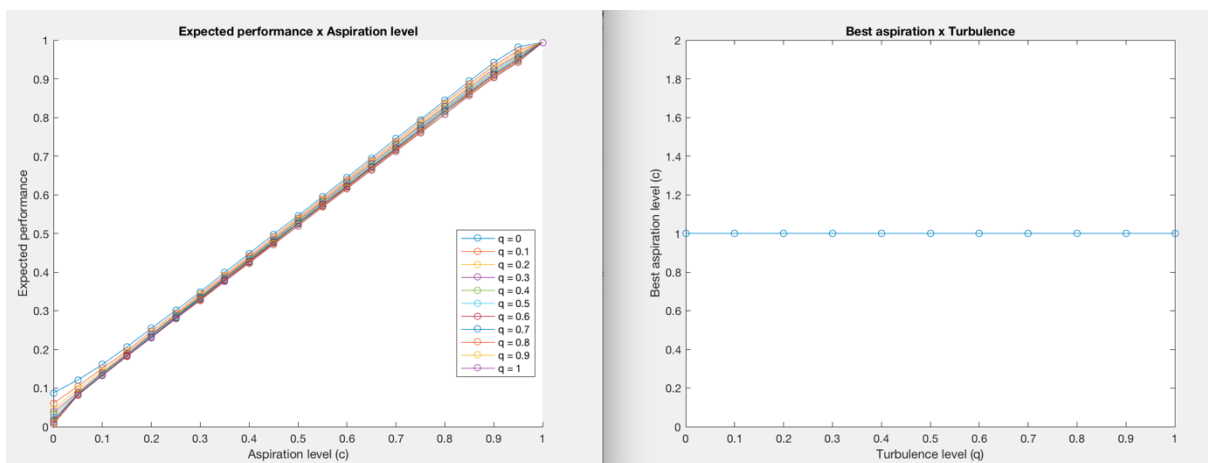 Expected performance x Aspiration level
1
0.9
0.8
0.7
0.6
0.5
0.4
0.3
0.2
0.1
0
Expected performance
0 0.1 0.2 0.3 0.4 0.5 0.6 0.7 0.8 0.9 1
Aspiration level (c)
q = 0
q = 0.1
q = 0.2
q = 0.3
q = 0.4
q = 0.5
q = 0.6
q = 0.7
q = 0.8
q = 0.9
q = 1
Best aspiration x Turbulence
2
1.8
1.6
1.4
1.2
1
0.8
0.6
0.4
0.2
0
Best aspiration level (c)
0 0.1 0.2 0.3 0.4 0.5 0.6 0.7 0.8 0.9 1
Turbulence level (q)